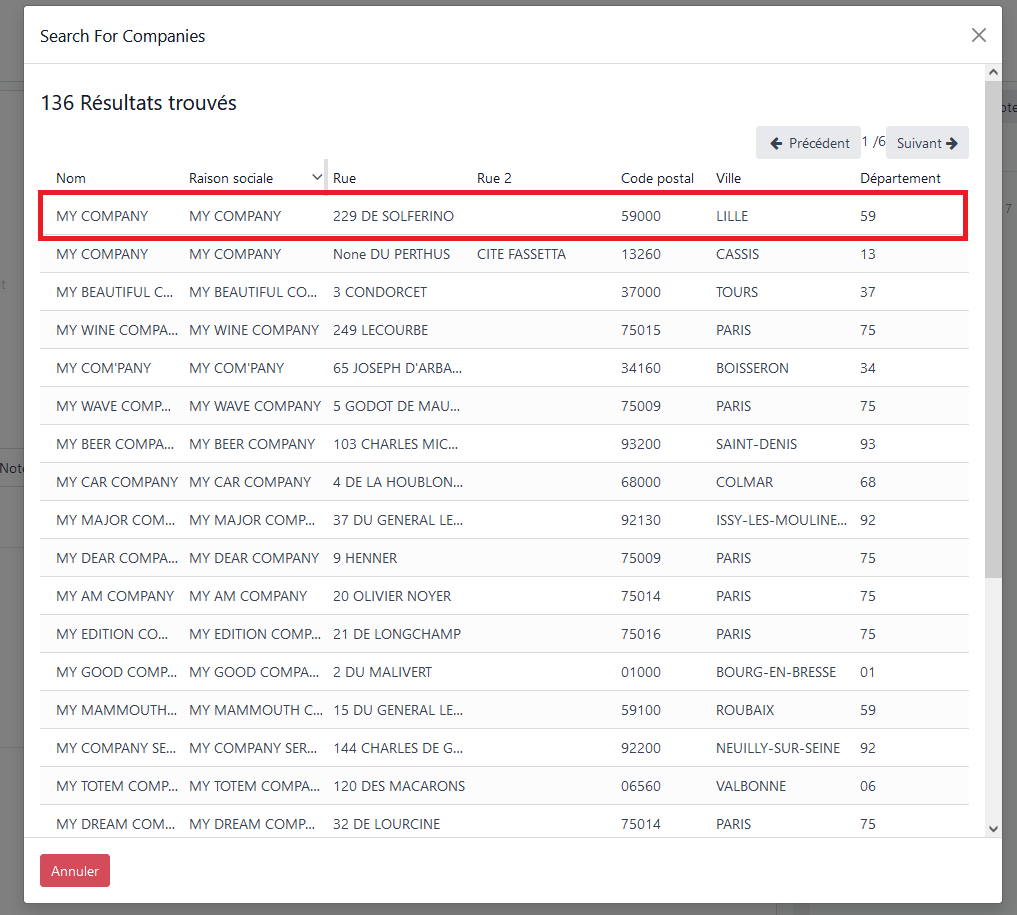 Search For Companies
136 Résultats trouvés
Précédent 1 /6 Suivant
Nom Raison sociale Rue Rue 2 Code postal Ville Département
MY COMPANY MY COMPANY 229 DE SOLFERINO 59000 LILLE 59
MY COMPANY MY COMPANY None DU PERTHUS CITE FASSETTA 13260 CASSIS 13
MY BEAUTIFUL C... MY BEAUTIFUL CO... 3 CONDORCET 37000 TOURS 37
MY WINE COMPA... MY WINE COMPANY 249 LECOURBE 75015 PARIS 75
MY COM'PANY MY COM'PANY 65 JOSEPH D'ARBA... 34160 BOISSERON 34
MY WAVE COMP... MY WAVE COMPANY 5 GODOT DE MAU... 75009 PARIS 75
MY BEER COMPA... MY BEER COMPANY 103 CHARLES MIC... 93200 SAINT-DENIS 93
MY CAR COMPANY MY CAR COMPANY 4 DE LA HOUBLON... 68000 COLMAR 68
MY MAJOR COM... MY MAJOR COMP... 37 DU GENERAL LE... 92130 ISSY-LES-MOULINE... 92
MY DEAR COMPA... MY DEAR COMPANY 9 HENNER 75009 PARIS 75
MY AM COMPANY MY AM COMPANY 20 OLIVIER NOYER 75014 PARIS 75
MY EDITION CO... MY EDITION COMP... 21 DE LONGCHAMP 75016 PARIS 75
MY GOOD COMP... MY GOOD COMPA... 2 DU MALIVERT 01000 BOURG-EN-BRESSE 01
MY MAMMOUTH... MY MAMMOUTH C... 15 DU GENERAL LE... 59100 ROUBAIX 59
MY COMPANY SE... MY COMPANY SER... 144 CHARLES DE G... 92200 NEUILLY-SUR-SEINE 92
MY TOTEM COMP... MY TOTEM COMPA... 120 DES MACARONS 06560 VALBONNE 06
MY DREAM COM... MY DREAM COMP... 32 DE LOURCINE 75014 PARIS 75
Annuler